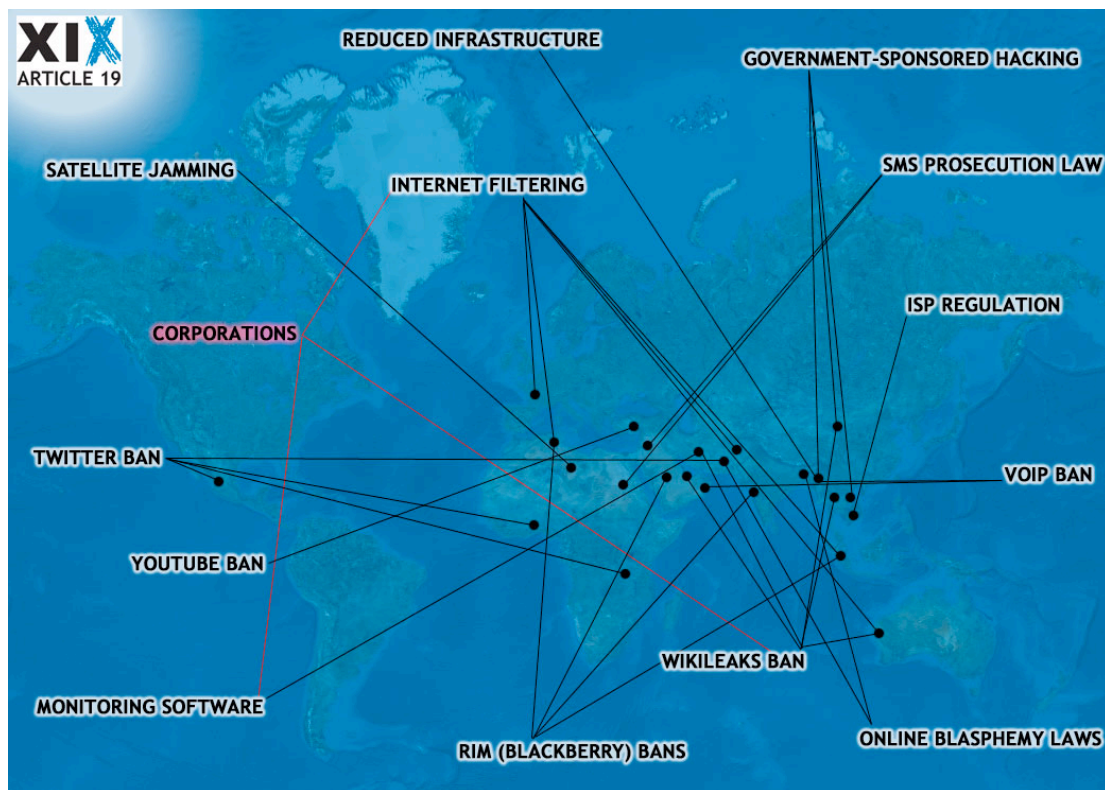 XIX
ARTICLE 19
REDUCED INFRASTRUCTURE
GOVERNMENT-SPONSORED HACKING
SATELLITE JAMMING
INTERNET FILTERING
SMS PROSECUTION LAW
ISP REGULATION
CORPORATIONS
TWITTER BAN
VOIP BAN
YOUTUBE BAN
WIKILEAKS BAN
MONITORING SOFTWARE
RIM (BLACKBERRY) BANS
ONLINE BLASPHEMY LAWS